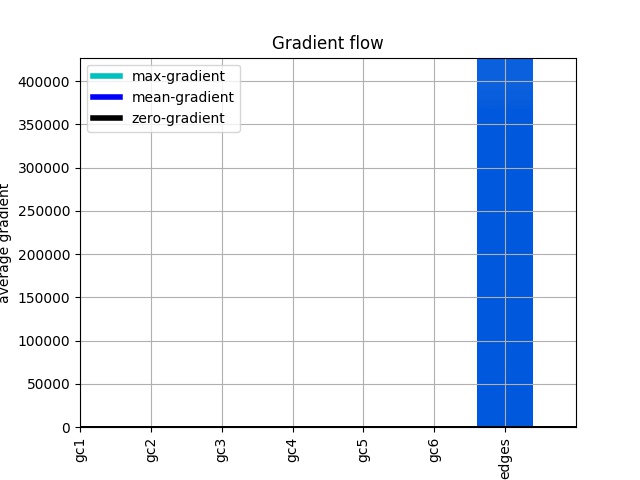 Gradient flow
max-gradient
mean-gradient
zero-gradient
average gradient
400000
350000
300000
250000
200000
150000
100000
50000
0
gc1
gc2
gc3
gc4
gc5
gc6
edges